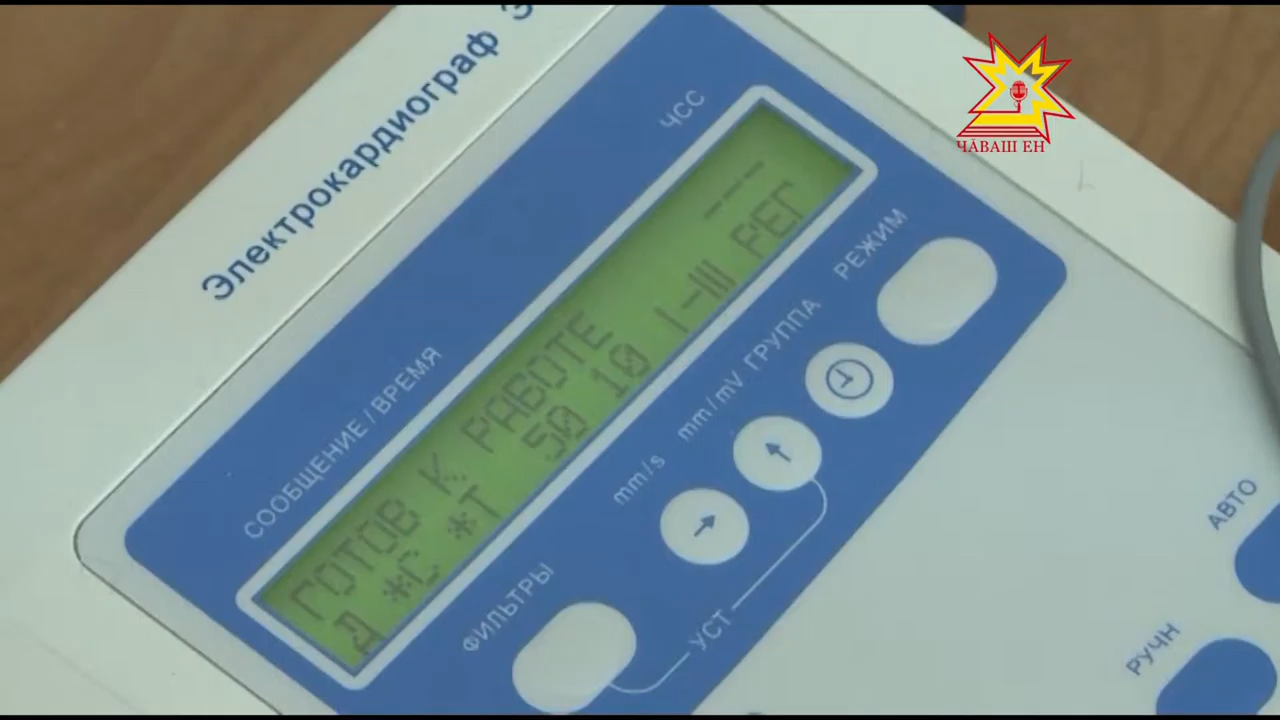 Электрокардиограф Э
ЧӐВАШ ЕН
ЧСС
СООБЩЕНИЕ / ВРЕМЯ
ГОТОВ К РАБОТЕ ---
Д *С *Т 50 10 I-III РЕГ
ФИЛЬТРЫ mm/s mm/mV ГРУППА РЕЖИМ
УСТ
АВТО
РУЧН